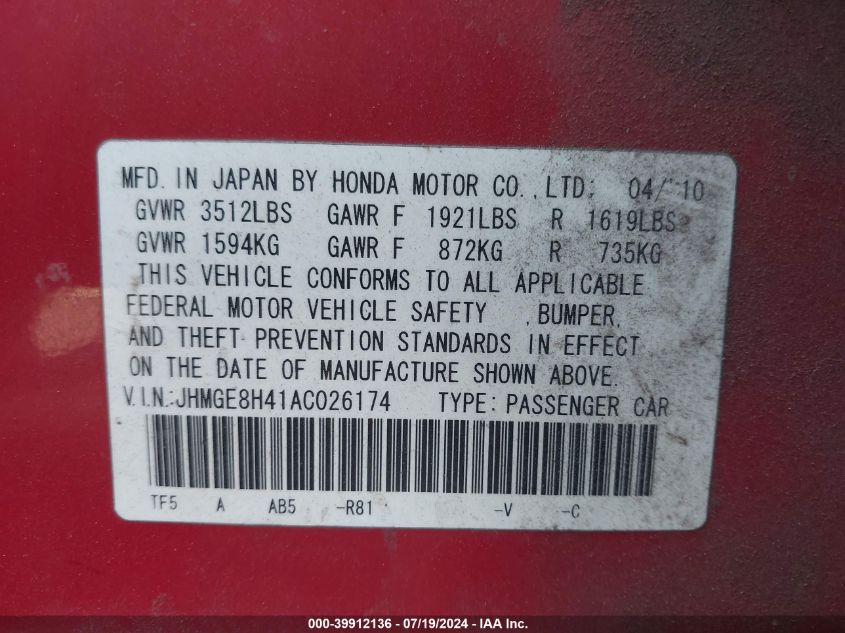 MFD. IN JAPAN BY HONDA MOTOR CO., LTD. 04/10
GVWR 3512LBS GAWR F 1921LBS R 1619LBS
GVWR 1594KG GAWR F 872KG R 735KG
THIS VEHICLE CONFORMS TO ALL APPLICABLE
FEDERAL MOTOR VEHICLE SAFETY , BUMPER,
AND THEFT PREVENTION STANDARDS IN EFFECT
ON THE DATE OF MANUFACTURE SHOWN ABOVE.
V.I.N.:JHMGE8H41AC026174 TYPE: PASSENGER CAR
TF5 A AB5 -R81 -V -C
000-39912136 - 07/19/2024 - IAA Inc.